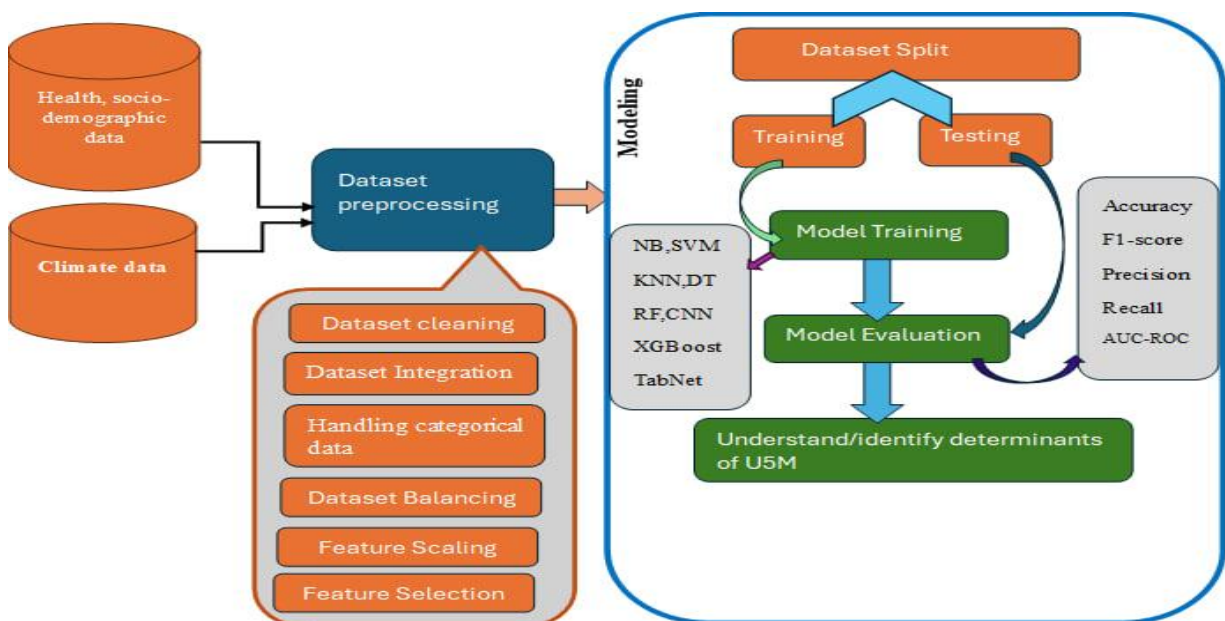 Health, socio-
demographic
data
Climate data
Dataset
preprocessing
Dataset cleaning
Dataset Integration
Handling categorical
data
Dataset Balancing
Feature Scaling
Feature Selection
Modeling
Dataset Split
Training
Testing
Model Training
NB,SVM
KNN,DT
RF,CNN
XGBoost
TabNet
Model Evaluation
Accuracy
F1-score
Precision
Recall
AUC-ROC
Understand/identify determinants
of U5M